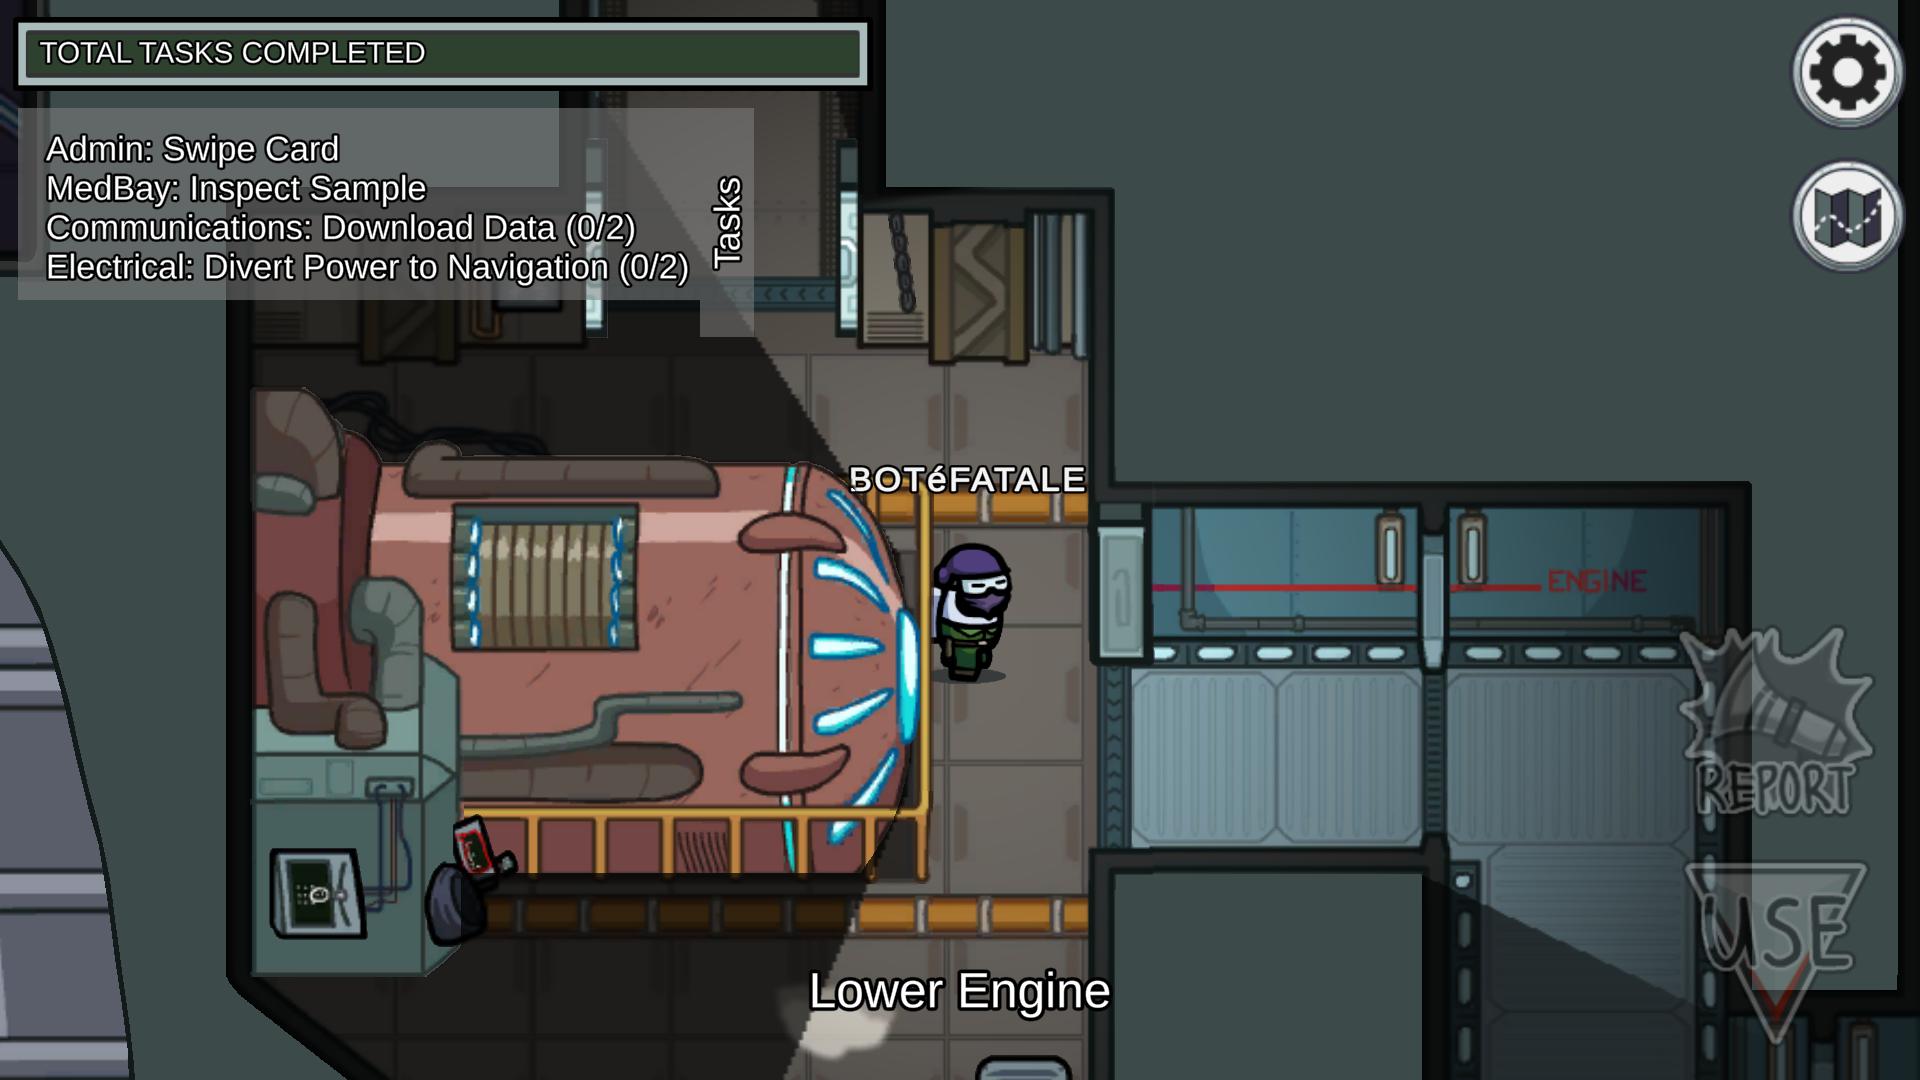 TOTAL TASKS COMPLETED
Admin: Swipe Card
MedBay: Inspect Sample
Communications: Download Data (0/2)
Electrical: Divert Power to Navigation (0/2)
Tasks
BOTéFATALE
ENGINE
REPORT
USE
Lower Engine